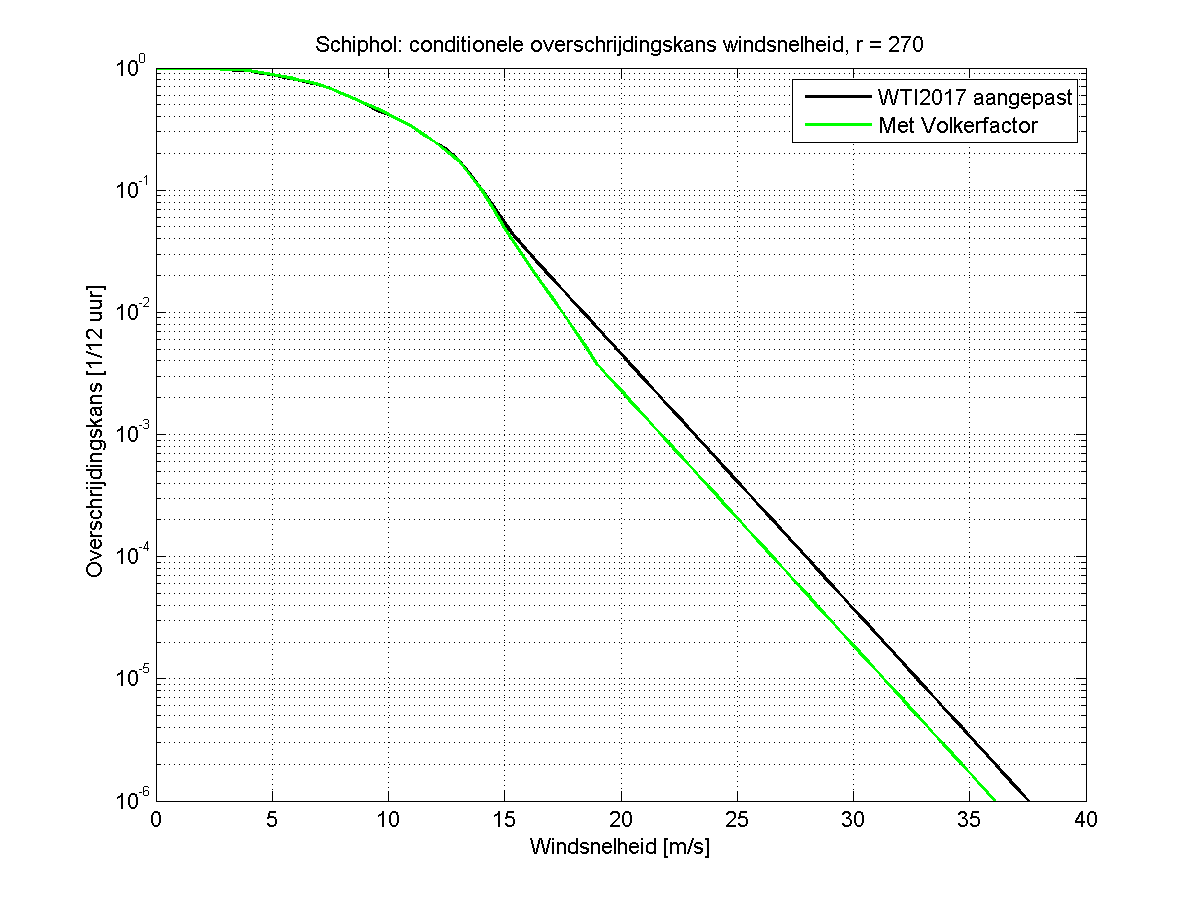 Schiphol: conditionele overschrijdingskans windsnelheid, r = 270
WTI2017 aangepast
Met Volkerfactor
Overschrijdingskans [1/12 uur]
10^0
10^-1
10^-2
10^-3
10^-4
10^-5
10^-6
0 5 10 15 20 25 30 35 40
Windsnelheid [m/s]